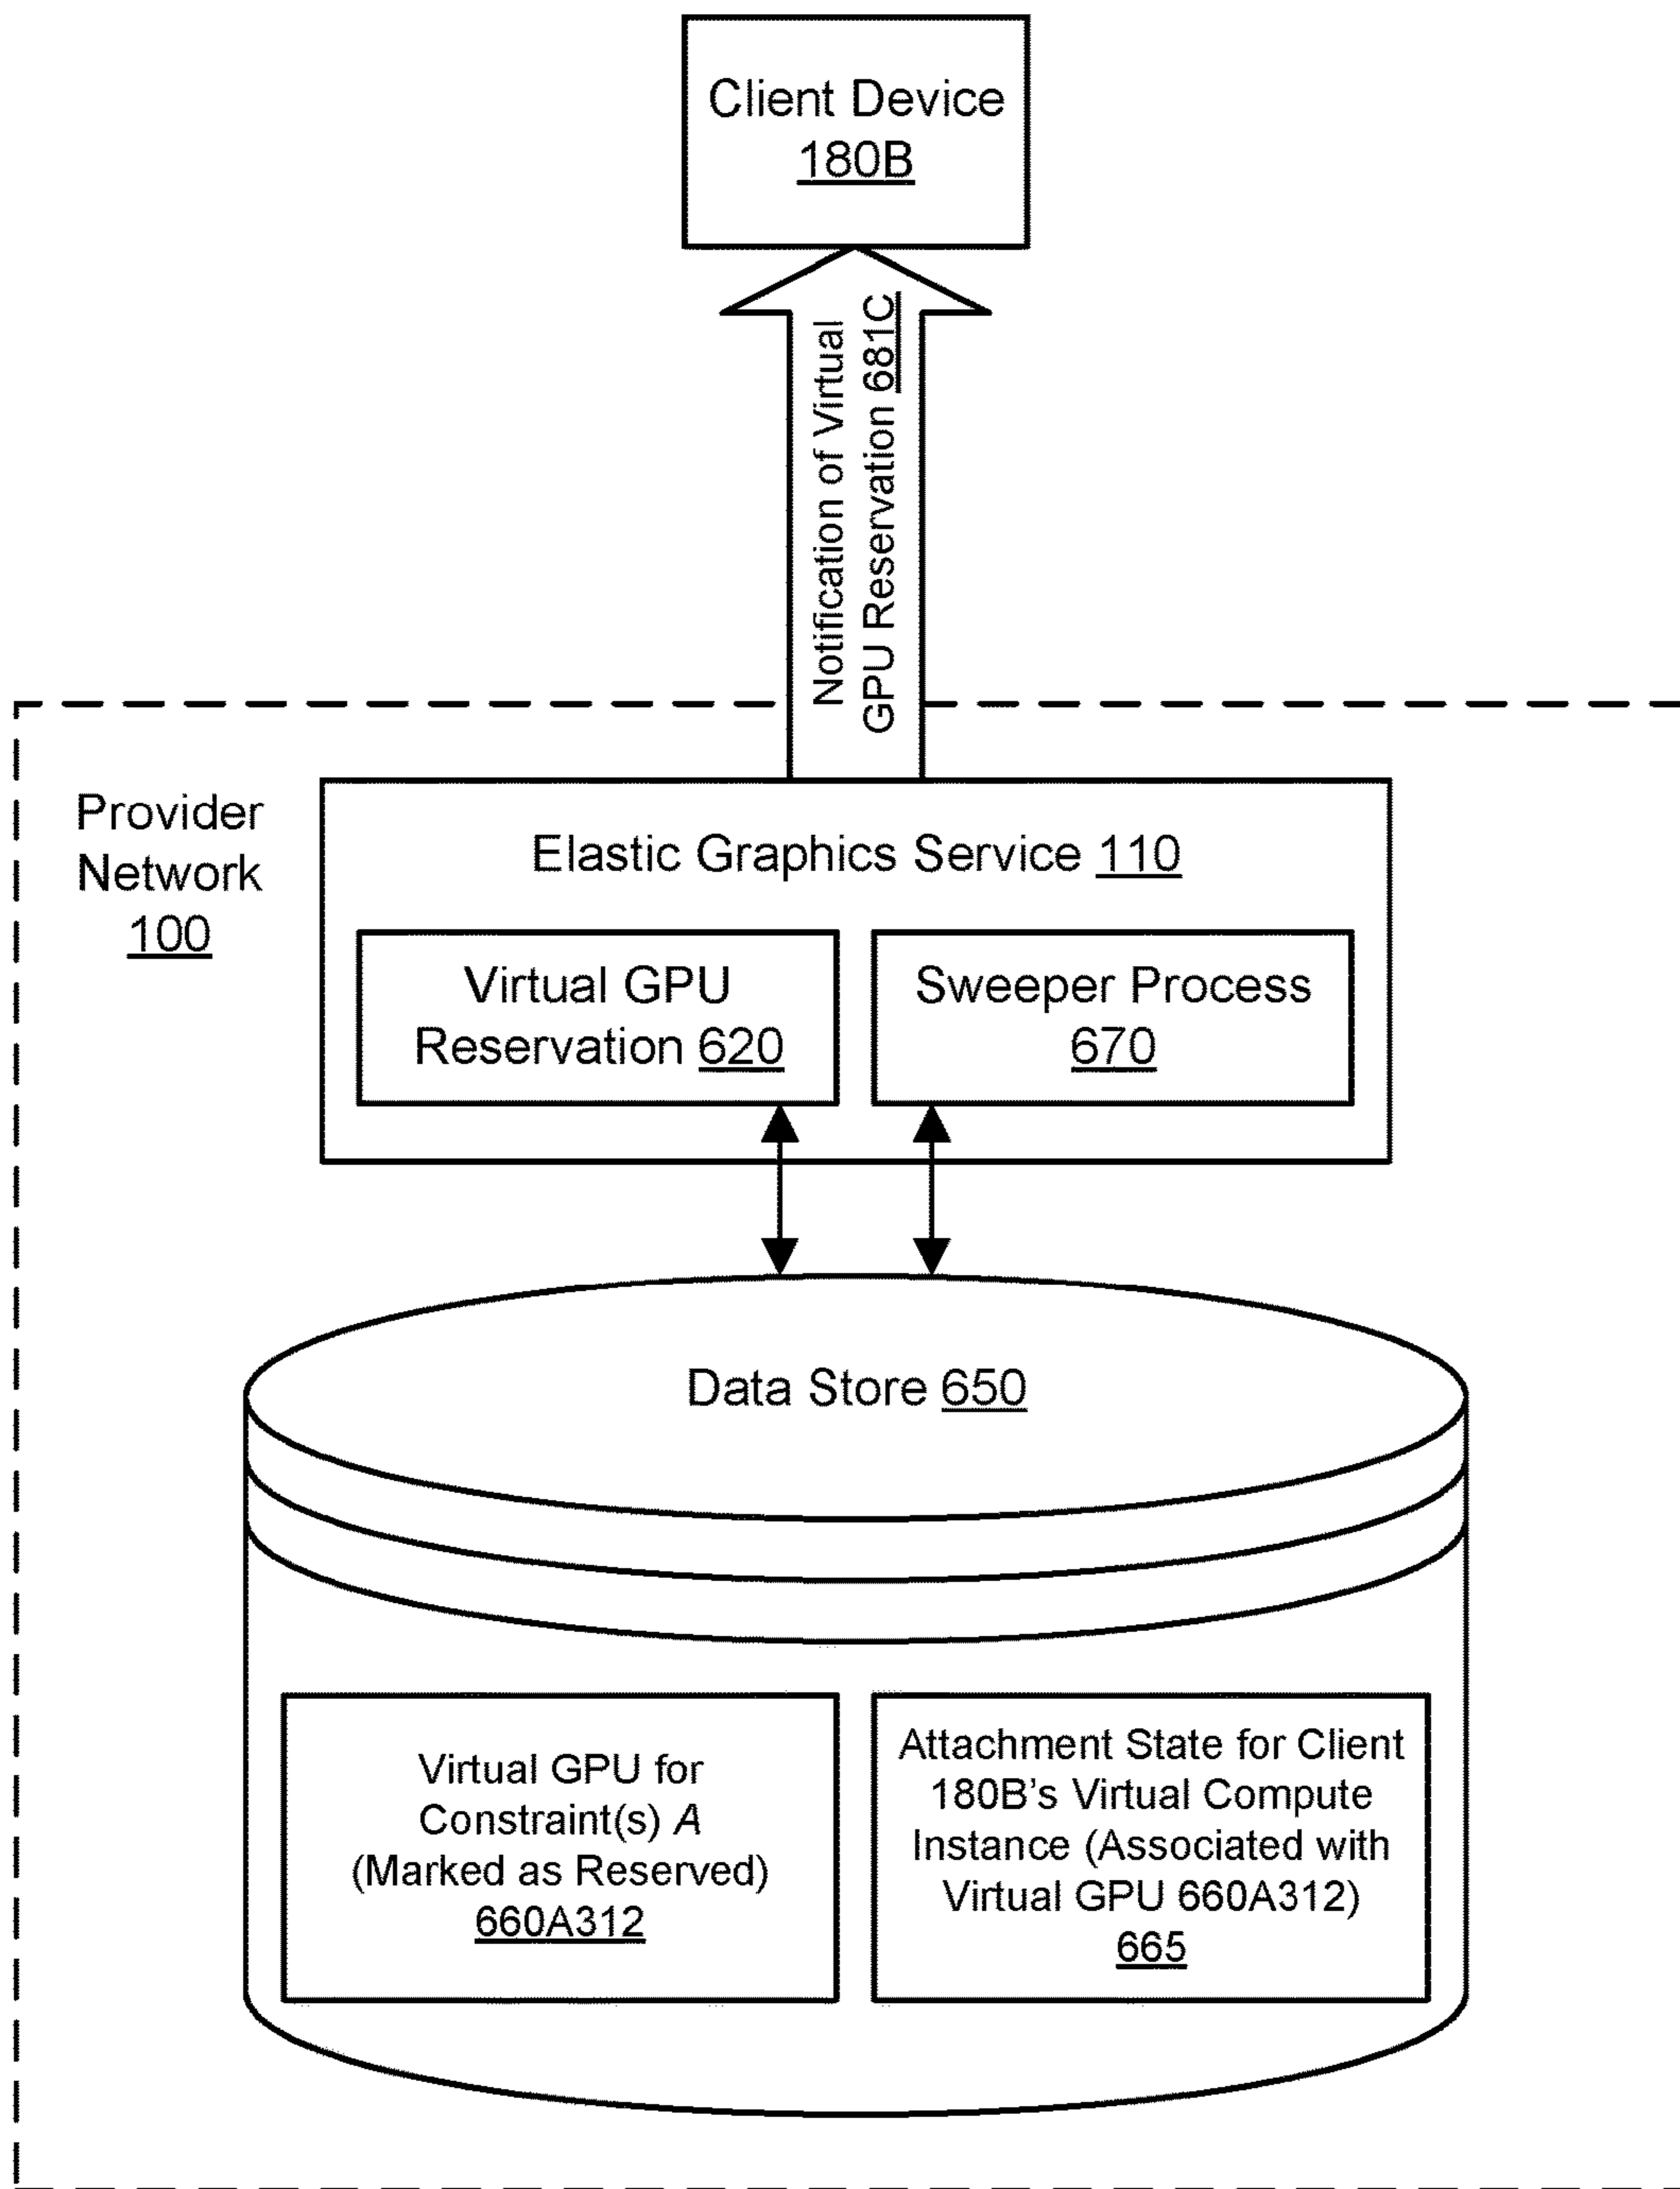 Client Device
180B
Notification of Virtual
GPU Reservation 681C
Provider
Network
100
Elastic Graphics Service 110
Virtual GPU
Reservation 620
Sweeper Process
670
Data Store 650
Virtual GPU for
Constraint(s) A
(Marked as Reserved)
660A312
Attachment State for Client
180B's Virtual Compute
Instance (Associated with
Virtual GPU 660A312)
665